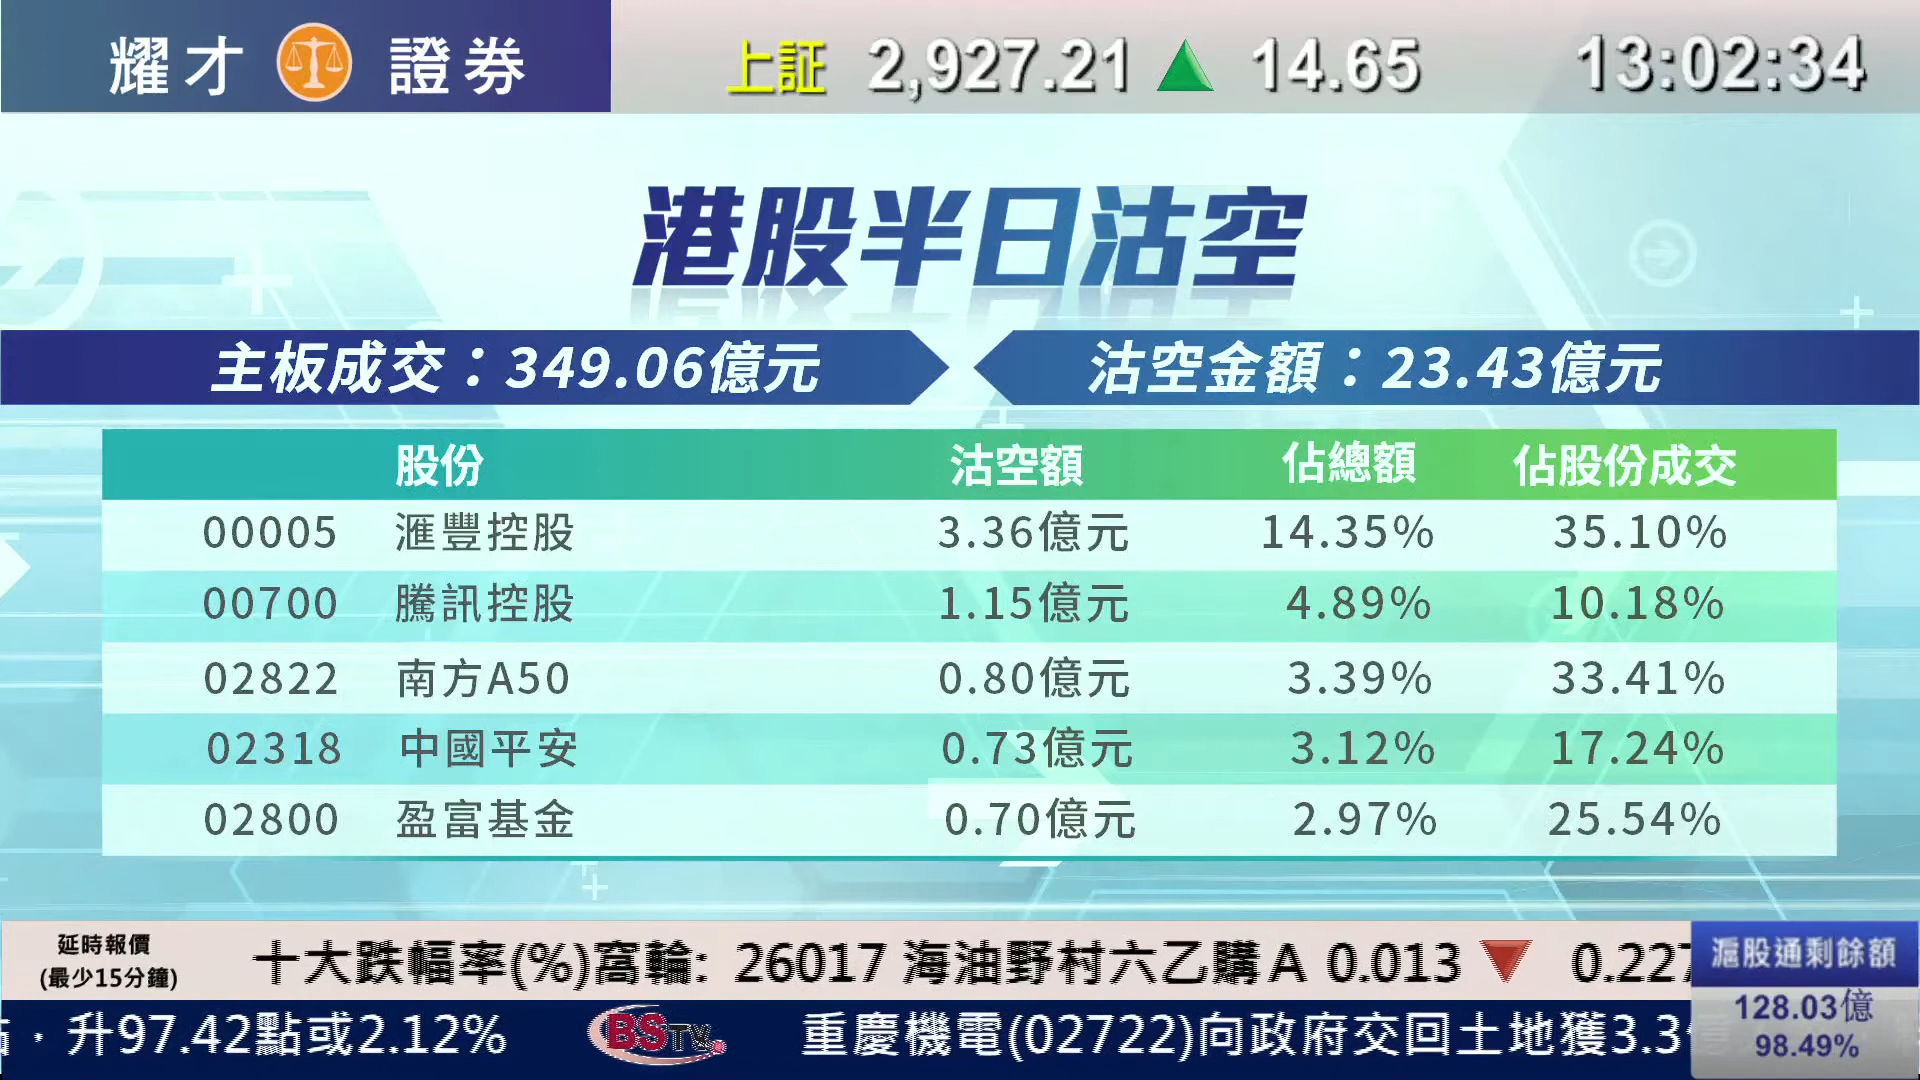 耀才 證券
上証 2,927.21 ▲ 14.65 13:02:34
港股半日沽空
主板成交：349.06億元 沽空金額：23.43億元
股份 沽空額 佔總額 佔股份成交
00005 滙豐控股 3.36億元 14.35% 35.10%
00700 騰訊控股 1.15億元 4.89% 10.18%
02822 南方A50 0.80億元 3.39% 33.41%
02318 中國平安 0.73億元 3.12% 17.24%
02800 盈富基金 0.70億元 2.97% 25.54%
延時報價
(最少15分鐘)
十大跌幅率(%)窩輪: 26017 海油野村六乙購A 0.013 ▼ 0.227
滬股通剩餘額
128.03億
98.49%
，升97.42點或2.12% BSTV 重慶機電(02722)向政府交回土地獲3.3